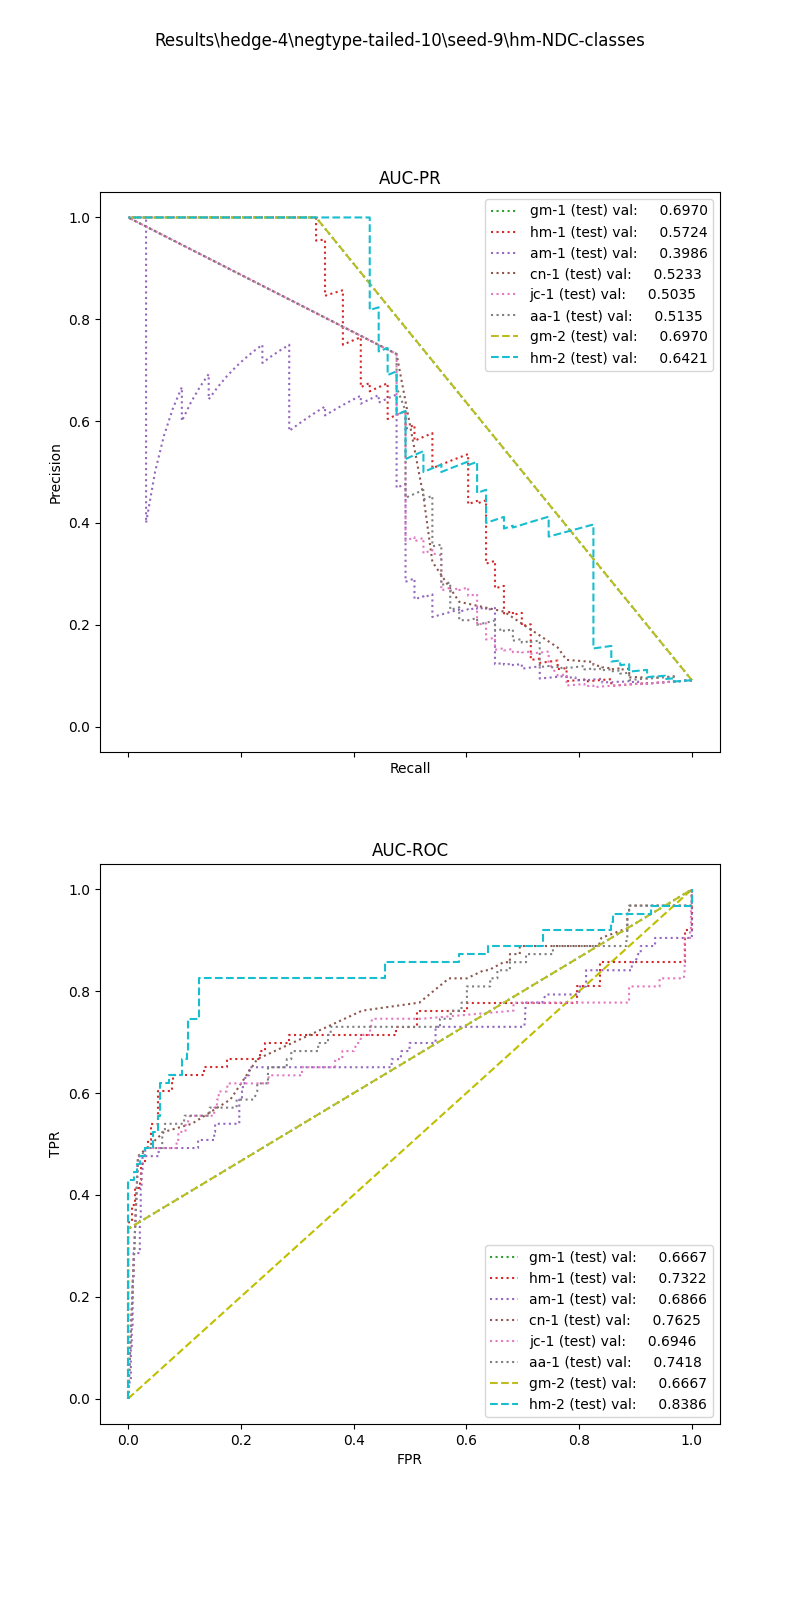 Results\hedge-4\negtype-tailed-10\seed-9\hm-NDC-classes
AUC-PR
1.0
0.8
0.6
0.4
0.2
0.0
Precision
Recall
gm-1 (test) val: 0.6970
hm-1 (test) val: 0.5724
am-1 (test) val: 0.3986
cn-1 (test) val: 0.5233
jc-1 (test) val: 0.5035
aa-1 (test) val: 0.5135
gm-2 (test) val: 0.6970
hm-2 (test) val: 0.6421
AUC-ROC
1.0
0.8
0.6
0.4
0.2
0.0
TPR
gm-1 (test) val: 0.6667
hm-1 (test) val: 0.7322
am-1 (test) val: 0.6866
cn-1 (test) val: 0.7625
jc-1 (test) val: 0.6946
aa-1 (test) val: 0.7418
gm-2 (test) val: 0.6667
hm-2 (test) val: 0.8386
0.0 0.2 0.4 0.6 0.8 1.0
FPR